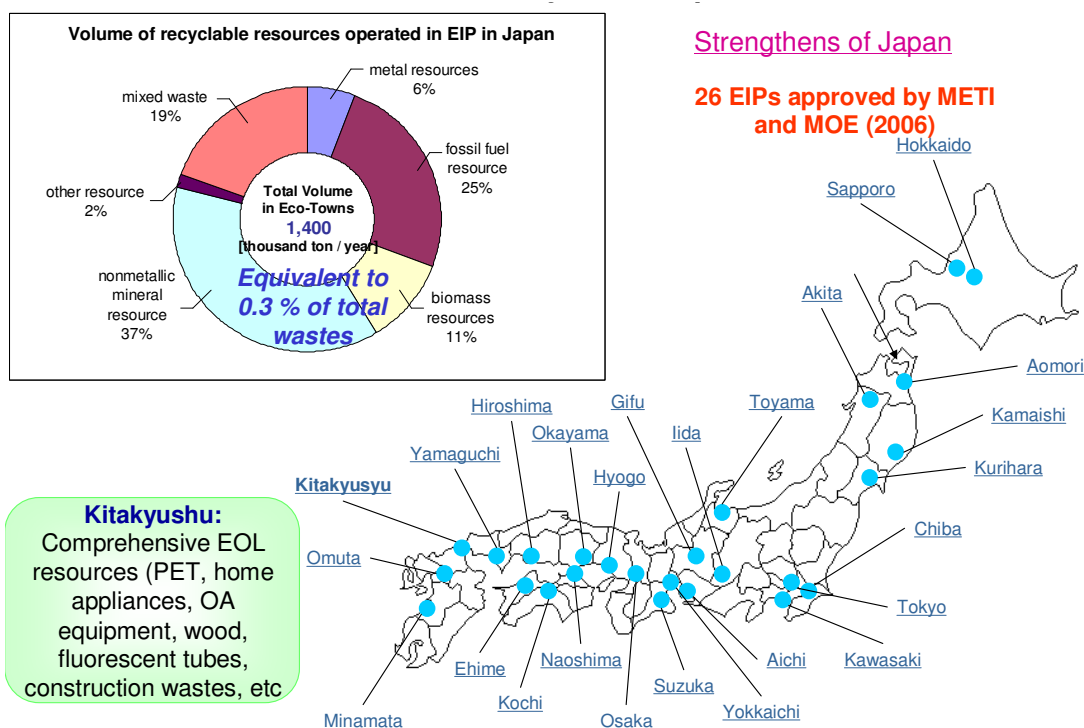 Volume of recyclable resources operated in EIP in Japan
metal resources
6%
mixed waste
19%
fossil fuel
resource
25%
other resource
2%
Total Volume
in Eco-Towns
1,400
[thousand ton / year]
Equivalent to
0.3 % of total
wastes
nonmetallic
mineral
resource
37%
biomass
resources
11%
Strengthens of Japan
26 EIPs approved by METI
and MOE (2006)
Hokkaido
Sapporo
Akita
Aomori
Kamaishi
Kurihara
Chiba
Tokyo
Kawasaki
Toyama
Iida
Gifu
Hiroshima
Okayama
Hyogo
Yamaguchi
Kitakyusyu
Omuta
Minamata
Ehime
Kochi
Naoshima
Osaka
Suzuka
Yokkaichi
Aichi
Kitakyushu:
Comprehensive EOL
resources (PET, home
appliances, OA
equipment, wood,
fluorescent tubes,
construction wastes, etc